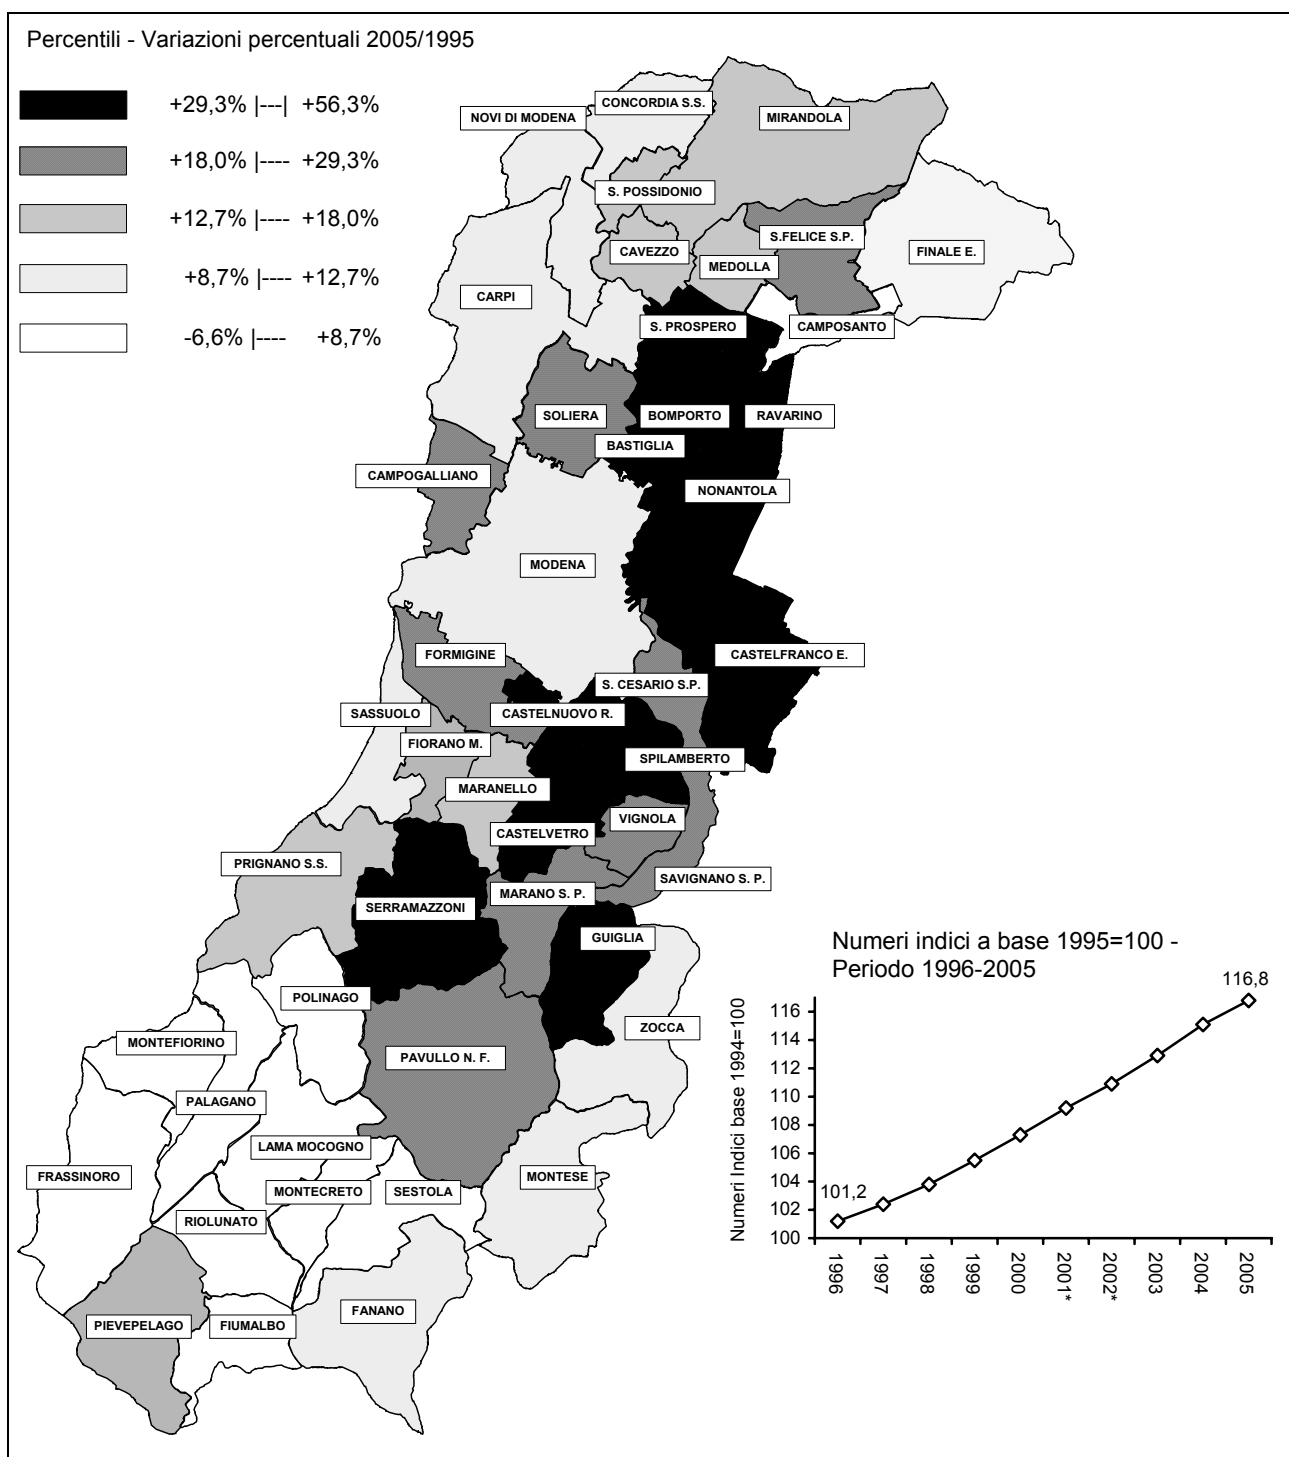 Percentili - Variazioni percentuali 2005/1995
+29,3% |---| +56,3%
+18,0% |---- +29,3%
+12,7% |---- +18,0%
+8,7% |---- +12,7%
-6,6% |---- +8,7%
CONCORDIA S.S.
NOVI DI MODENA
MIRANDOLA
S. POSSIDONIO
S.FELICE S.P.
CAVEZZO
MEDOLLA
FINALE E.
CARPI
S. PROSPERO
CAMPOSANTO
SOLIERA
BOMPORTO
RAVARINO
BASTIGLIA
CAMPOGALLIANO
NONANTOLA
MODENA
FORMIGINE
CASTELFRANCO E.
S. CESARIO S.P.
SASSUOLO
CASTELNUOVO R.
FIORANO M.
SPILAMBERTO
MARANELLO
VIGNOLA
CASTELVETRO
PRIGNANO S.S.
SAVIGNANO S. P.
MARANO S. P.
SERRAMAZZONI
GUIGLIA
POLINAGO
ZOCCA
MONTEFIORINO
PAVULLO N. F.
PALAGANO
LAMA MOCOGNO
FRASSINORO
MONTECRETO
SESTOLA
MONTESE
RIOLUNATO
FANANO
PIEVEPELAGO
FIUMALBO
Numeri indici a base 1995=100 -
Periodo 1996-2005
Numeri Indici base 1994=100
116
114
112
110
108
106
104
102
100
101,2
116,8
1996
1997
1998
1999
2000
2001*
2002*
2003
2004
2005